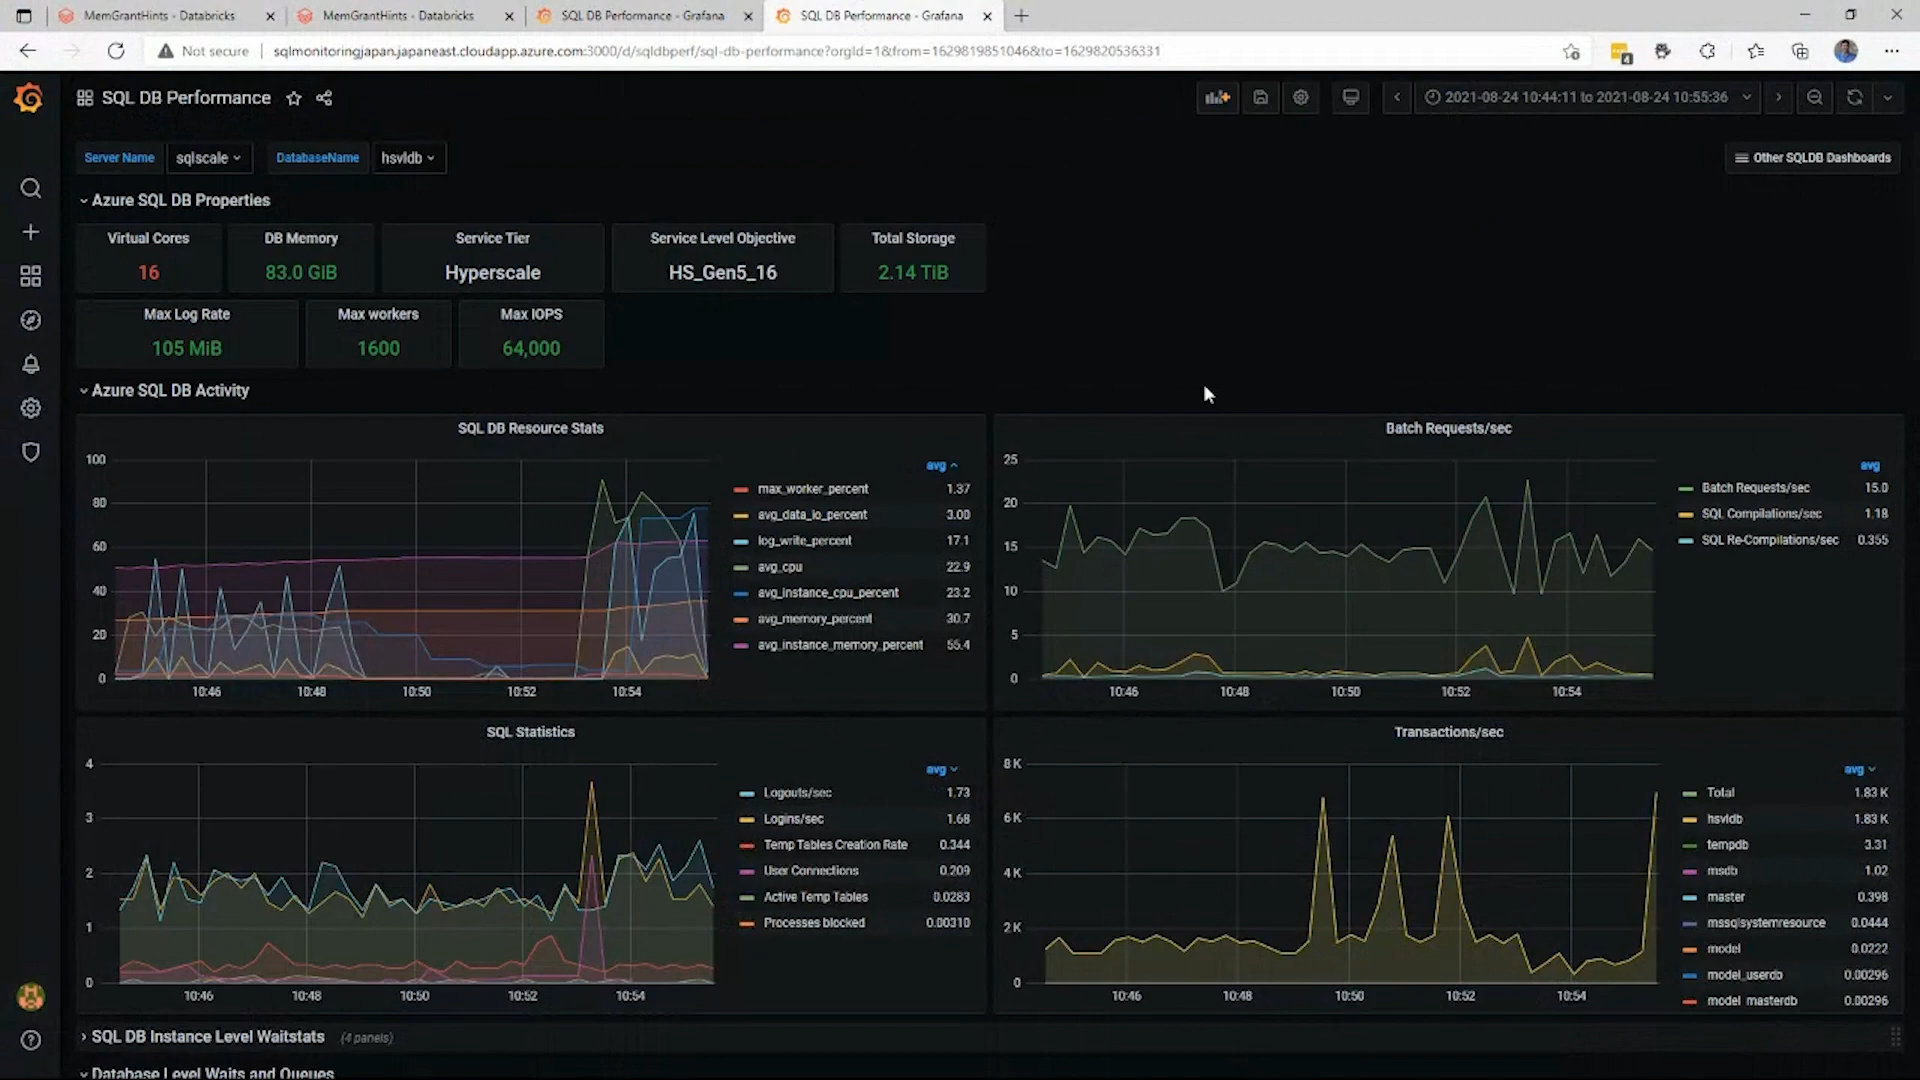 MemGrantHints - Databricks
MemGrantHints - Databricks
SQL DB Performance - Grafana
SQL DB Performance - Grafana
Not secure
sqlmonitoringjapan.japaneast.cloudapp.azure.com:3000/d/sqldbperf/sql-db-performance?orgId=1&from=1629819851046&to=1629820536331
4
SQL DB Performance
2021-08-24 10:44:11 to 2021-08-24 10:55:36
Server Name
sqlscale
DatabaseName
hsvldb
Other SQLDB Dashboards
Azure SQL DB Properties
Virtual Cores
16
DB Memory
83.0 GiB
Service Tier
Hyperscale
Service Level Objective
HS_Gen5_16
Total Storage
2.14 TiB
Max Log Rate
105 MiB
Max workers
1600
Max IOPS
64,000
Azure SQL DB Activity
SQL DB Resource Stats
100
80
60
40
20
0
10:46
10:48
10:50
10:52
10:54
avg
max_worker_percent 1.37
avg_data_io_percent 3.00
log_write_percent 17.1
avg_cpu 22.9
avg_instance_cpu_percent 23.2
avg_memory_percent 30.7
avg_instance_memory_percent 55.4
Batch Requests/sec
25
20
15
10
5
0
10:46
10:48
10:50
10:52
10:54
avg
Batch Requests/sec 15.0
SQL Compilations/sec 1.18
SQL Re-Compilations/sec 0.355
SQL Statistics
4
3
2
1
0
10:46
10:48
10:50
10:52
10:54
avg
Logouts/sec 1.73
Logins/sec 1.68
Temp Tables Creation Rate 0.344
User Connections 0.209
Active Temp Tables 0.0283
Processes blocked 0.00310
Transactions/sec
8 K
6 K
4 K
2 K
0
10:46
10:48
10:50
10:52
10:54
avg
Total 1.83 K
hsvldb 1.83 K
tempdb 3.31
msdb 1.02
master 0.398
mssqlsystemresource 0.0444
model 0.0222
model_userdb 0.00296
model_masterdb 0.00296
SQL DB Instance Level Waitstats (4 panels)
Database Level Waits and Queues